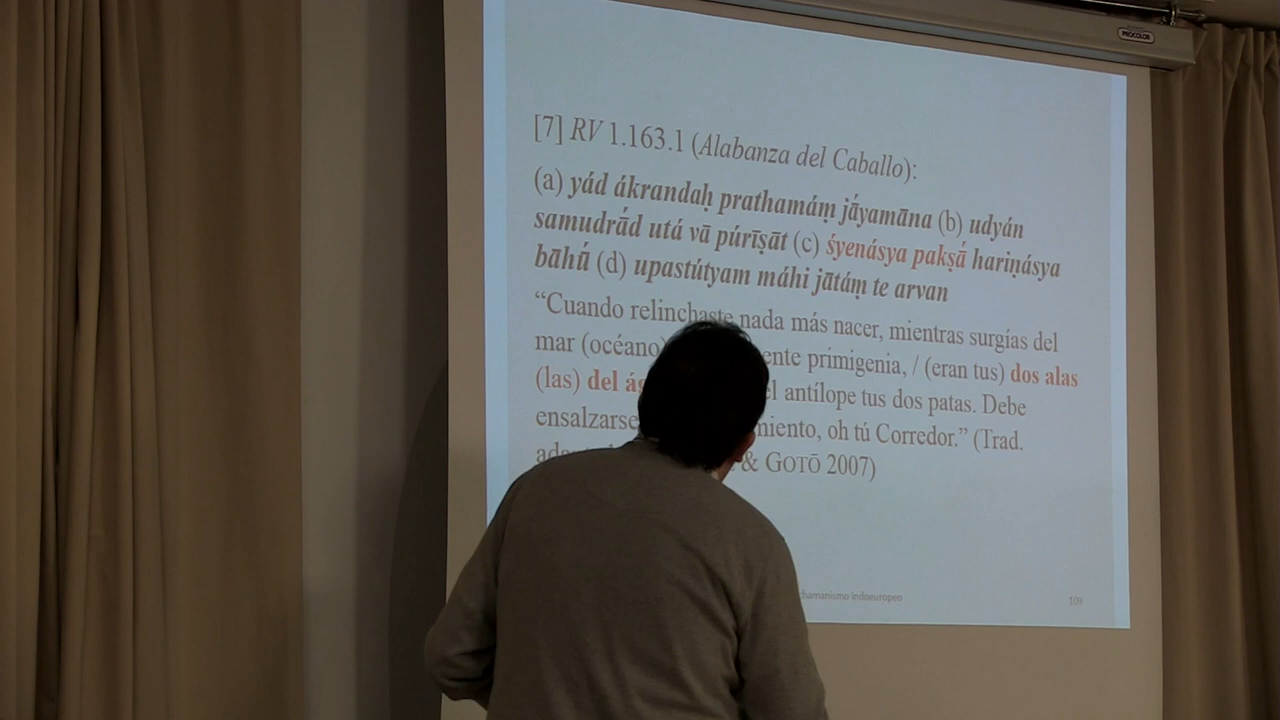 PROCOLOR
[7] RV 1.163.1 (Alabanza del Caballo):
(a) yád ákrandaḥ prathamáṃ jā́yamāna (b) udyán
samudrā́d utá vā púrīṣāt (c) śyenásya pakṣā́ hariṇásya
bāhū́ (d) upastútyam máhi jātáṃ te arvan
“Cuando relinchaste nada más nacer, mientras surgías del
mar (océano) primigenia, / (eran tus) dos alas
(las) del antílope tus dos patas. Debe
ensalzarse oh tú Corredor.” (Trad.
& GOTŌ 2007)
chamanismo indoeuropeo
109